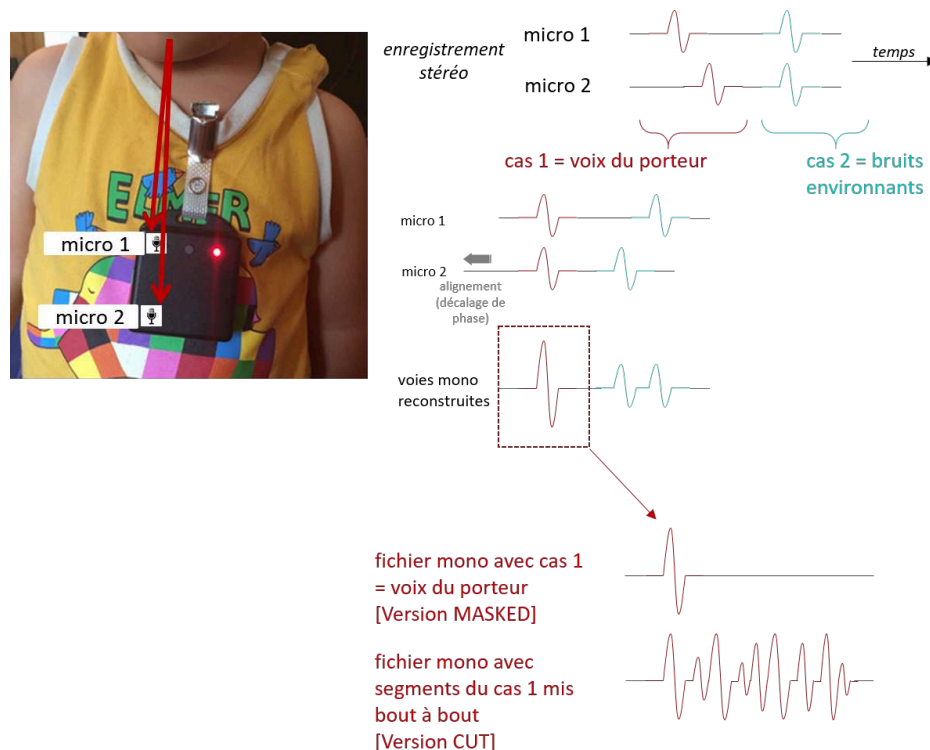 enregistrement
stéréo
micro 1
micro 2
temps
cas 1 = voix du porteur
cas 2 = bruits
environnants
ELMER
micro 1
micro 2
micro 1
micro 2
alignement
(décalage de
phase)
voies mono
reconstruites
fichier mono avec cas 1
= voix du porteur
[Version MASKED]
fichier mono avec
segments du cas 1 mis
bout à bout
[Version CUT]